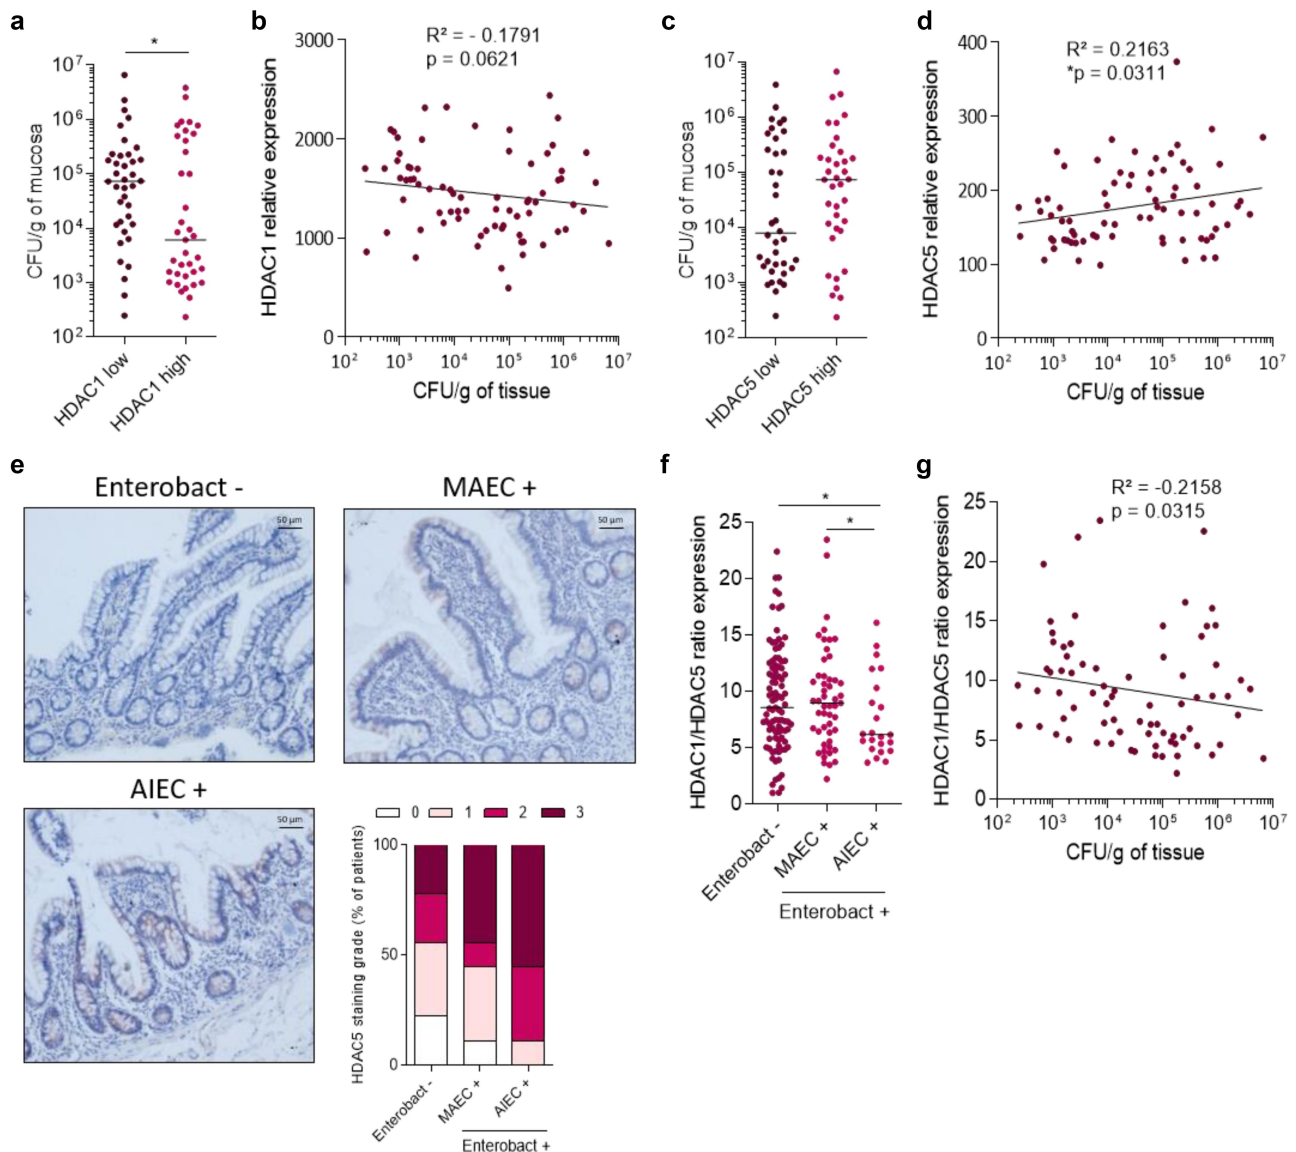 a
*
CFU/g of mucosa
10⁷
10⁶
10⁵
10⁴
10³
10²
HDAC1 low
HDAC1 high
b
R² = - 0.1791
p = 0.0621
HDAC1 relative expression
3000
2000
1000
0
10² 10³ 10⁴ 10⁵ 10⁶ 10⁷
CFU/g of tissue
c
CFU/g of mucosa
10⁷
10⁶
10⁵
10⁴
10³
10²
HDAC5 low
HDAC5 high
d
R² = 0.2163
*p = 0.0311
HDAC5 relative expression
400
300
200
100
0
10² 10³ 10⁴ 10⁵ 10⁶ 10⁷
CFU/g of tissue
e
Enterobact -
50 µm
MAEC +
50 µm
AIEC +
50 µm
0 1 2 3
HDAC5 staining grade (% of patients)
100
50
0
Enterobact -
MAEC +
AIEC +
Enterobact +
f
*
*
HDAC1/HDAC5 ratio expression
25
20
15
10
5
0
Enterobact -
MAEC +
AIEC +
Enterobact +
g
R² = -0.2158
p = 0.0315
HDAC1/HDAC5 ratio expression
25
20
15
10
5
0
10² 10³ 10⁴ 10⁵ 10⁶ 10⁷
CFU/g of tissue